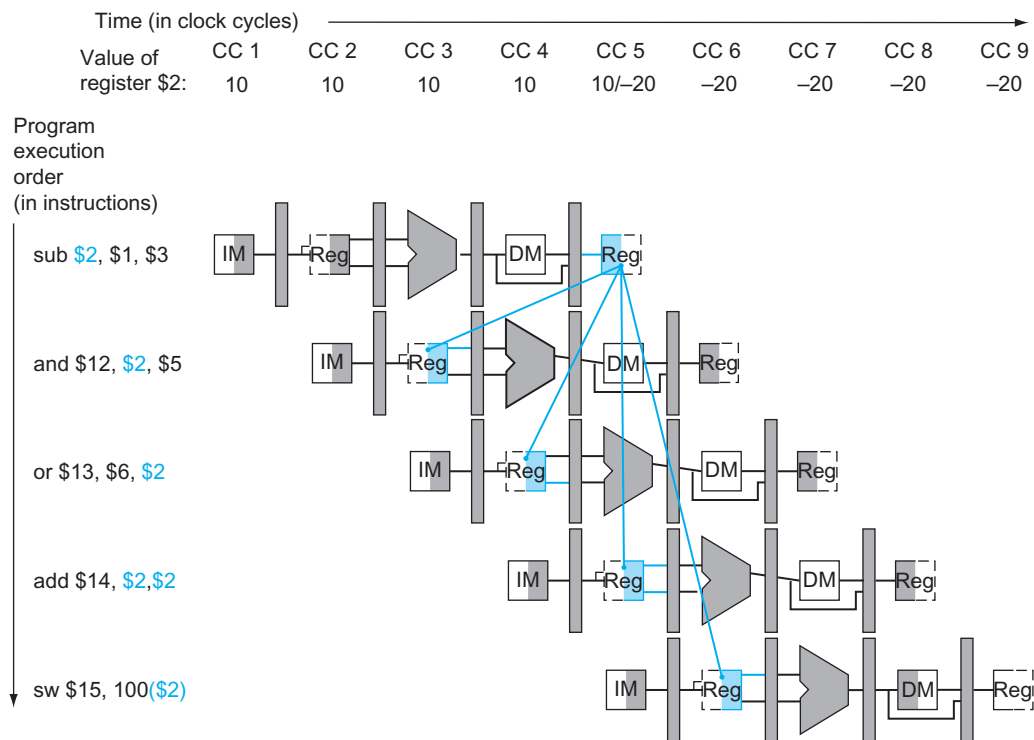 Time (in clock cycles)
Value of register $2:
CC 1 CC 2 CC 3 CC 4 CC 5 CC 6 CC 7 CC 8 CC 9
10 10 10 10 10/–20 –20 –20 –20 –20
Program
execution
order
(in instructions)
sub $2, $1, $3
IM Reg DM Reg
and $12, $2, $5
IM Reg DM Reg
or $13, $6, $2
IM Reg DM Reg
add $14, $2,$2
IM Reg DM Reg
sw $15, 100($2)
IM Reg DM Reg